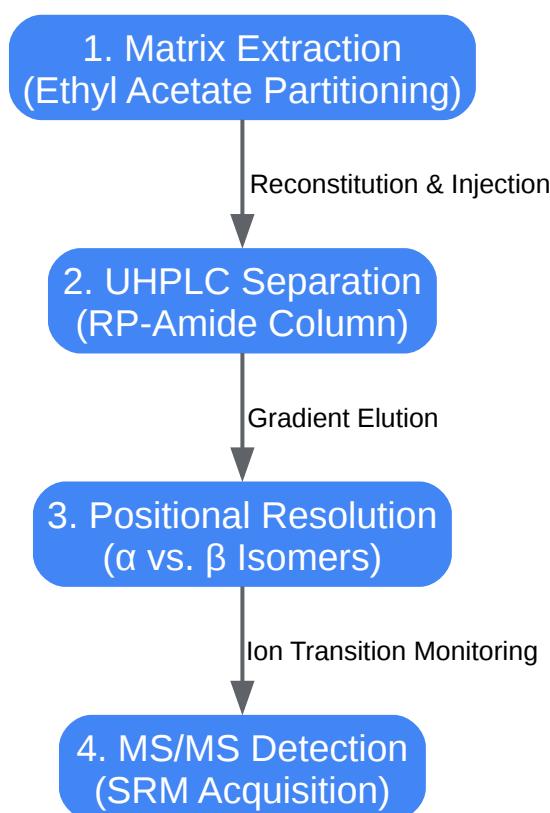 1. Matrix Extraction
(Ethyl Acetate Partitioning)
Reconstitution & Injection
2. UHPLC Separation
(RP-Amide Column)
Gradient Elution
3. Positional Resolution
(α vs. β Isomers)
Ion Transition Monitoring
4. MS/MS Detection
(SRM Acquisition)